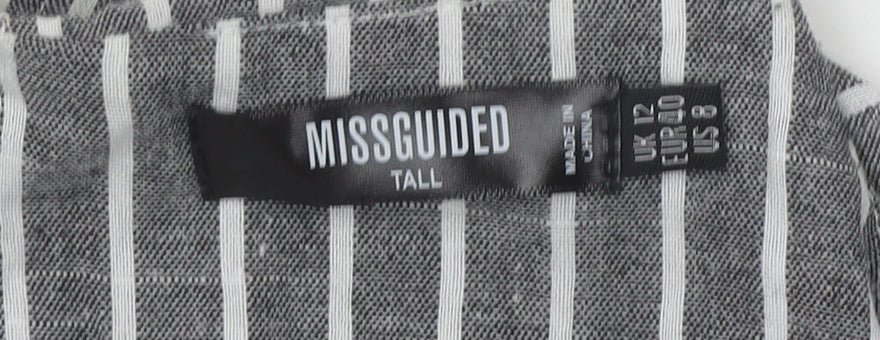 MISSGUIDED
TALL
MADE IN
CHINA
UK 12
EUR 40
US 8